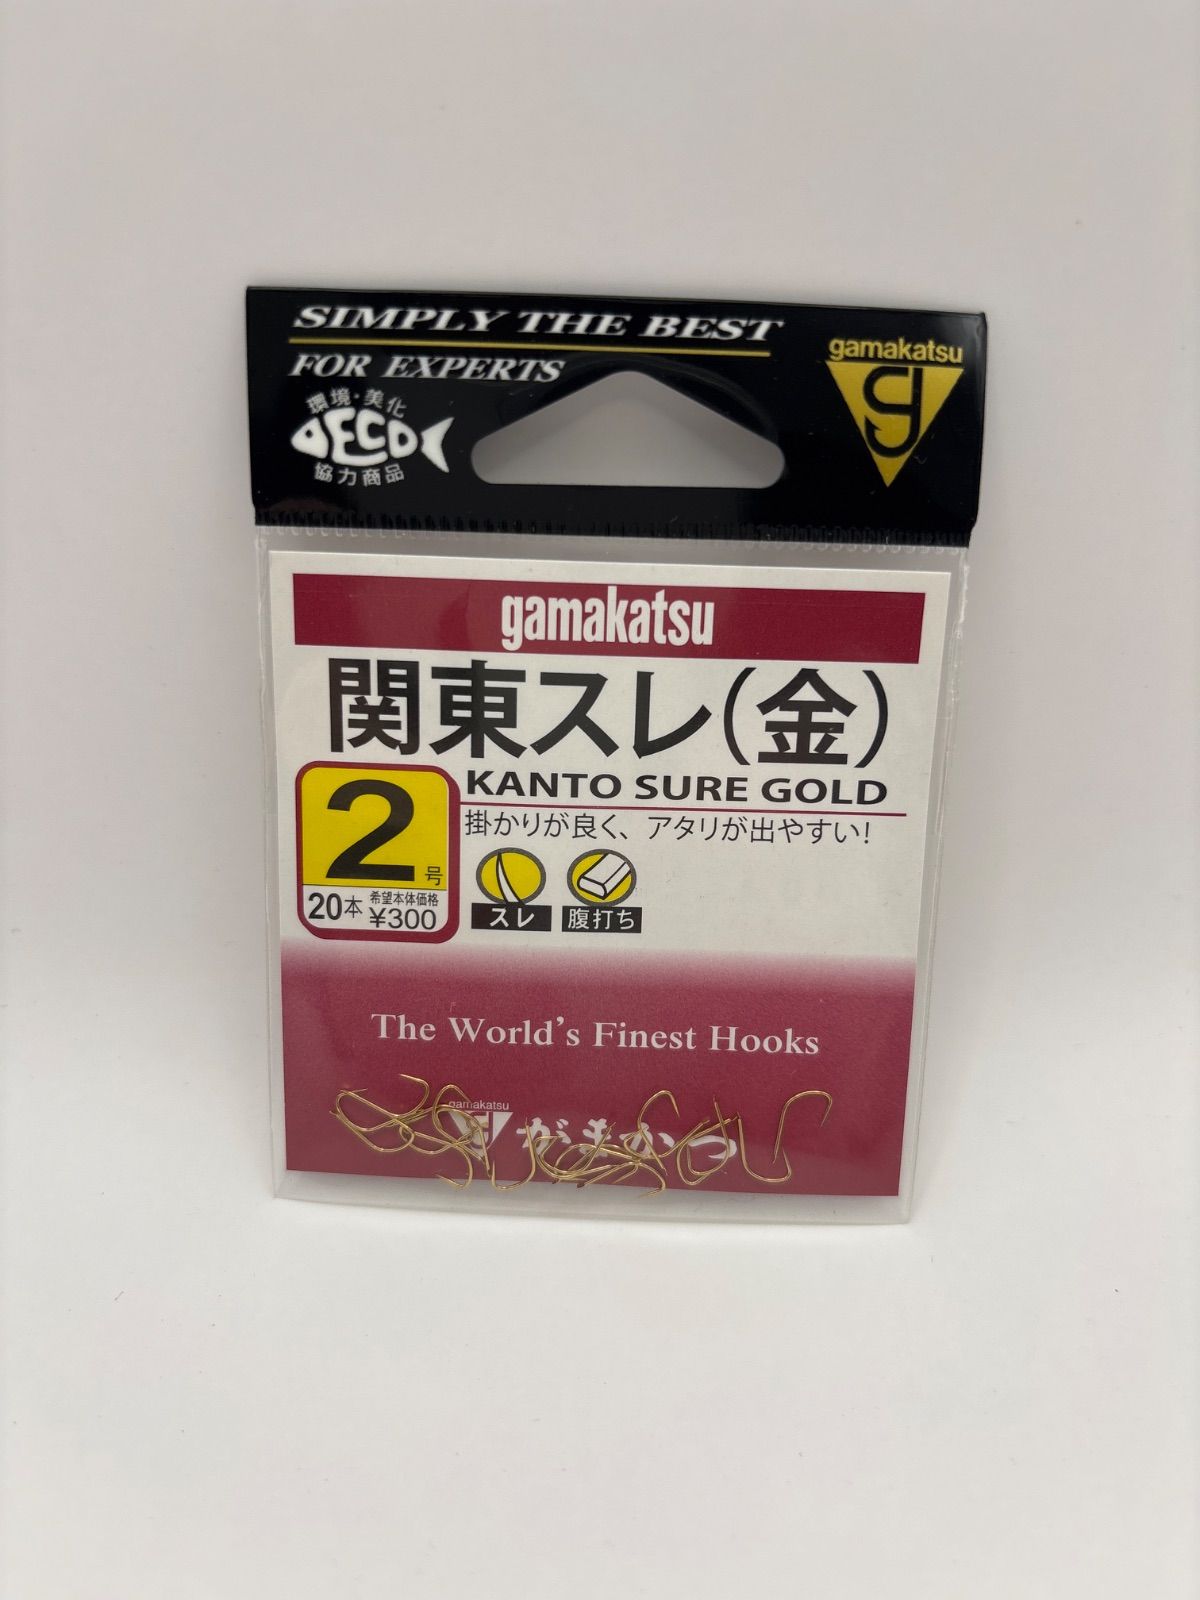 SIMPLY THE BEST
FOR EXPERTS
環境・美化
ECO
協力商品
gamakatsu
gamakatsu
関東スレ(金)
KANTO SURE GOLD
掛かりが良く、アタリが出やすい!
2号
20本 希望本体価格
¥300
スレ 腹打ち
The World's Finest Hooks
gamakatsu
がまかつ